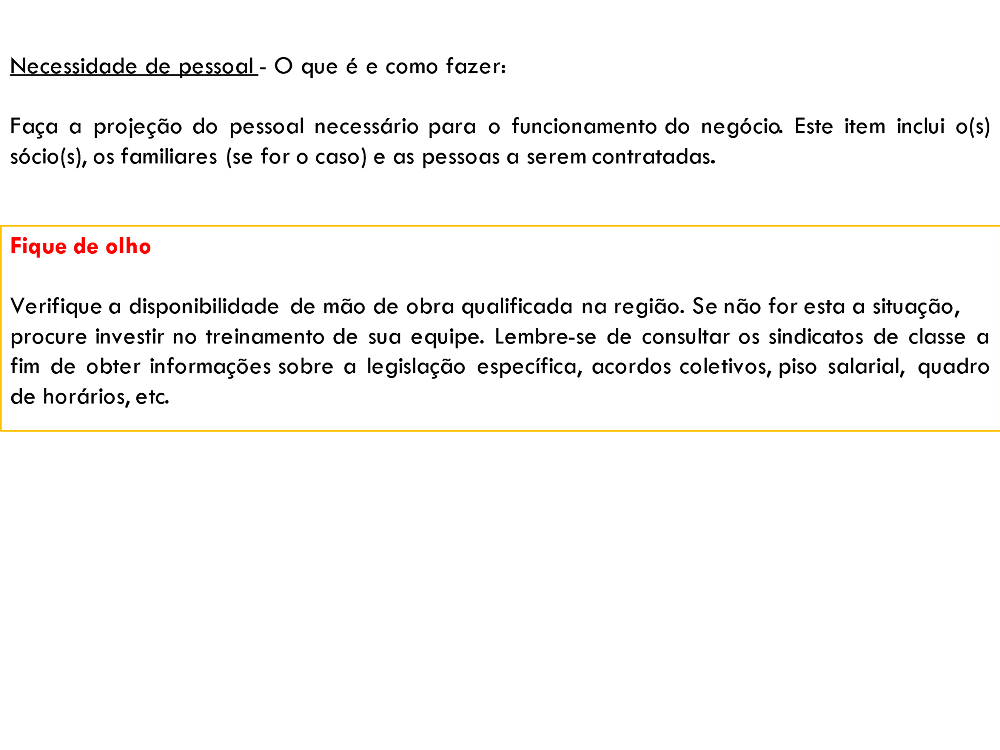 Necessidade de pessoal - O que é e como fazer:
Faça a projeção do pessoal necessário para o funcionamento do negócio. Este item inclui o(s)
sócio(s), os familiares (se for o caso) e as pessoas a serem contratadas.
Fique de olho
Verifique a disponibilidade de mão de obra qualificada na região. Se não for esta a situação,
procure investir no treinamento de sua equipe. Lembre-se de consultar os sindicatos de classe a
fim de obter informações sobre a legislação específica, acordos coletivos, piso salarial, quadro
de horários, etc.